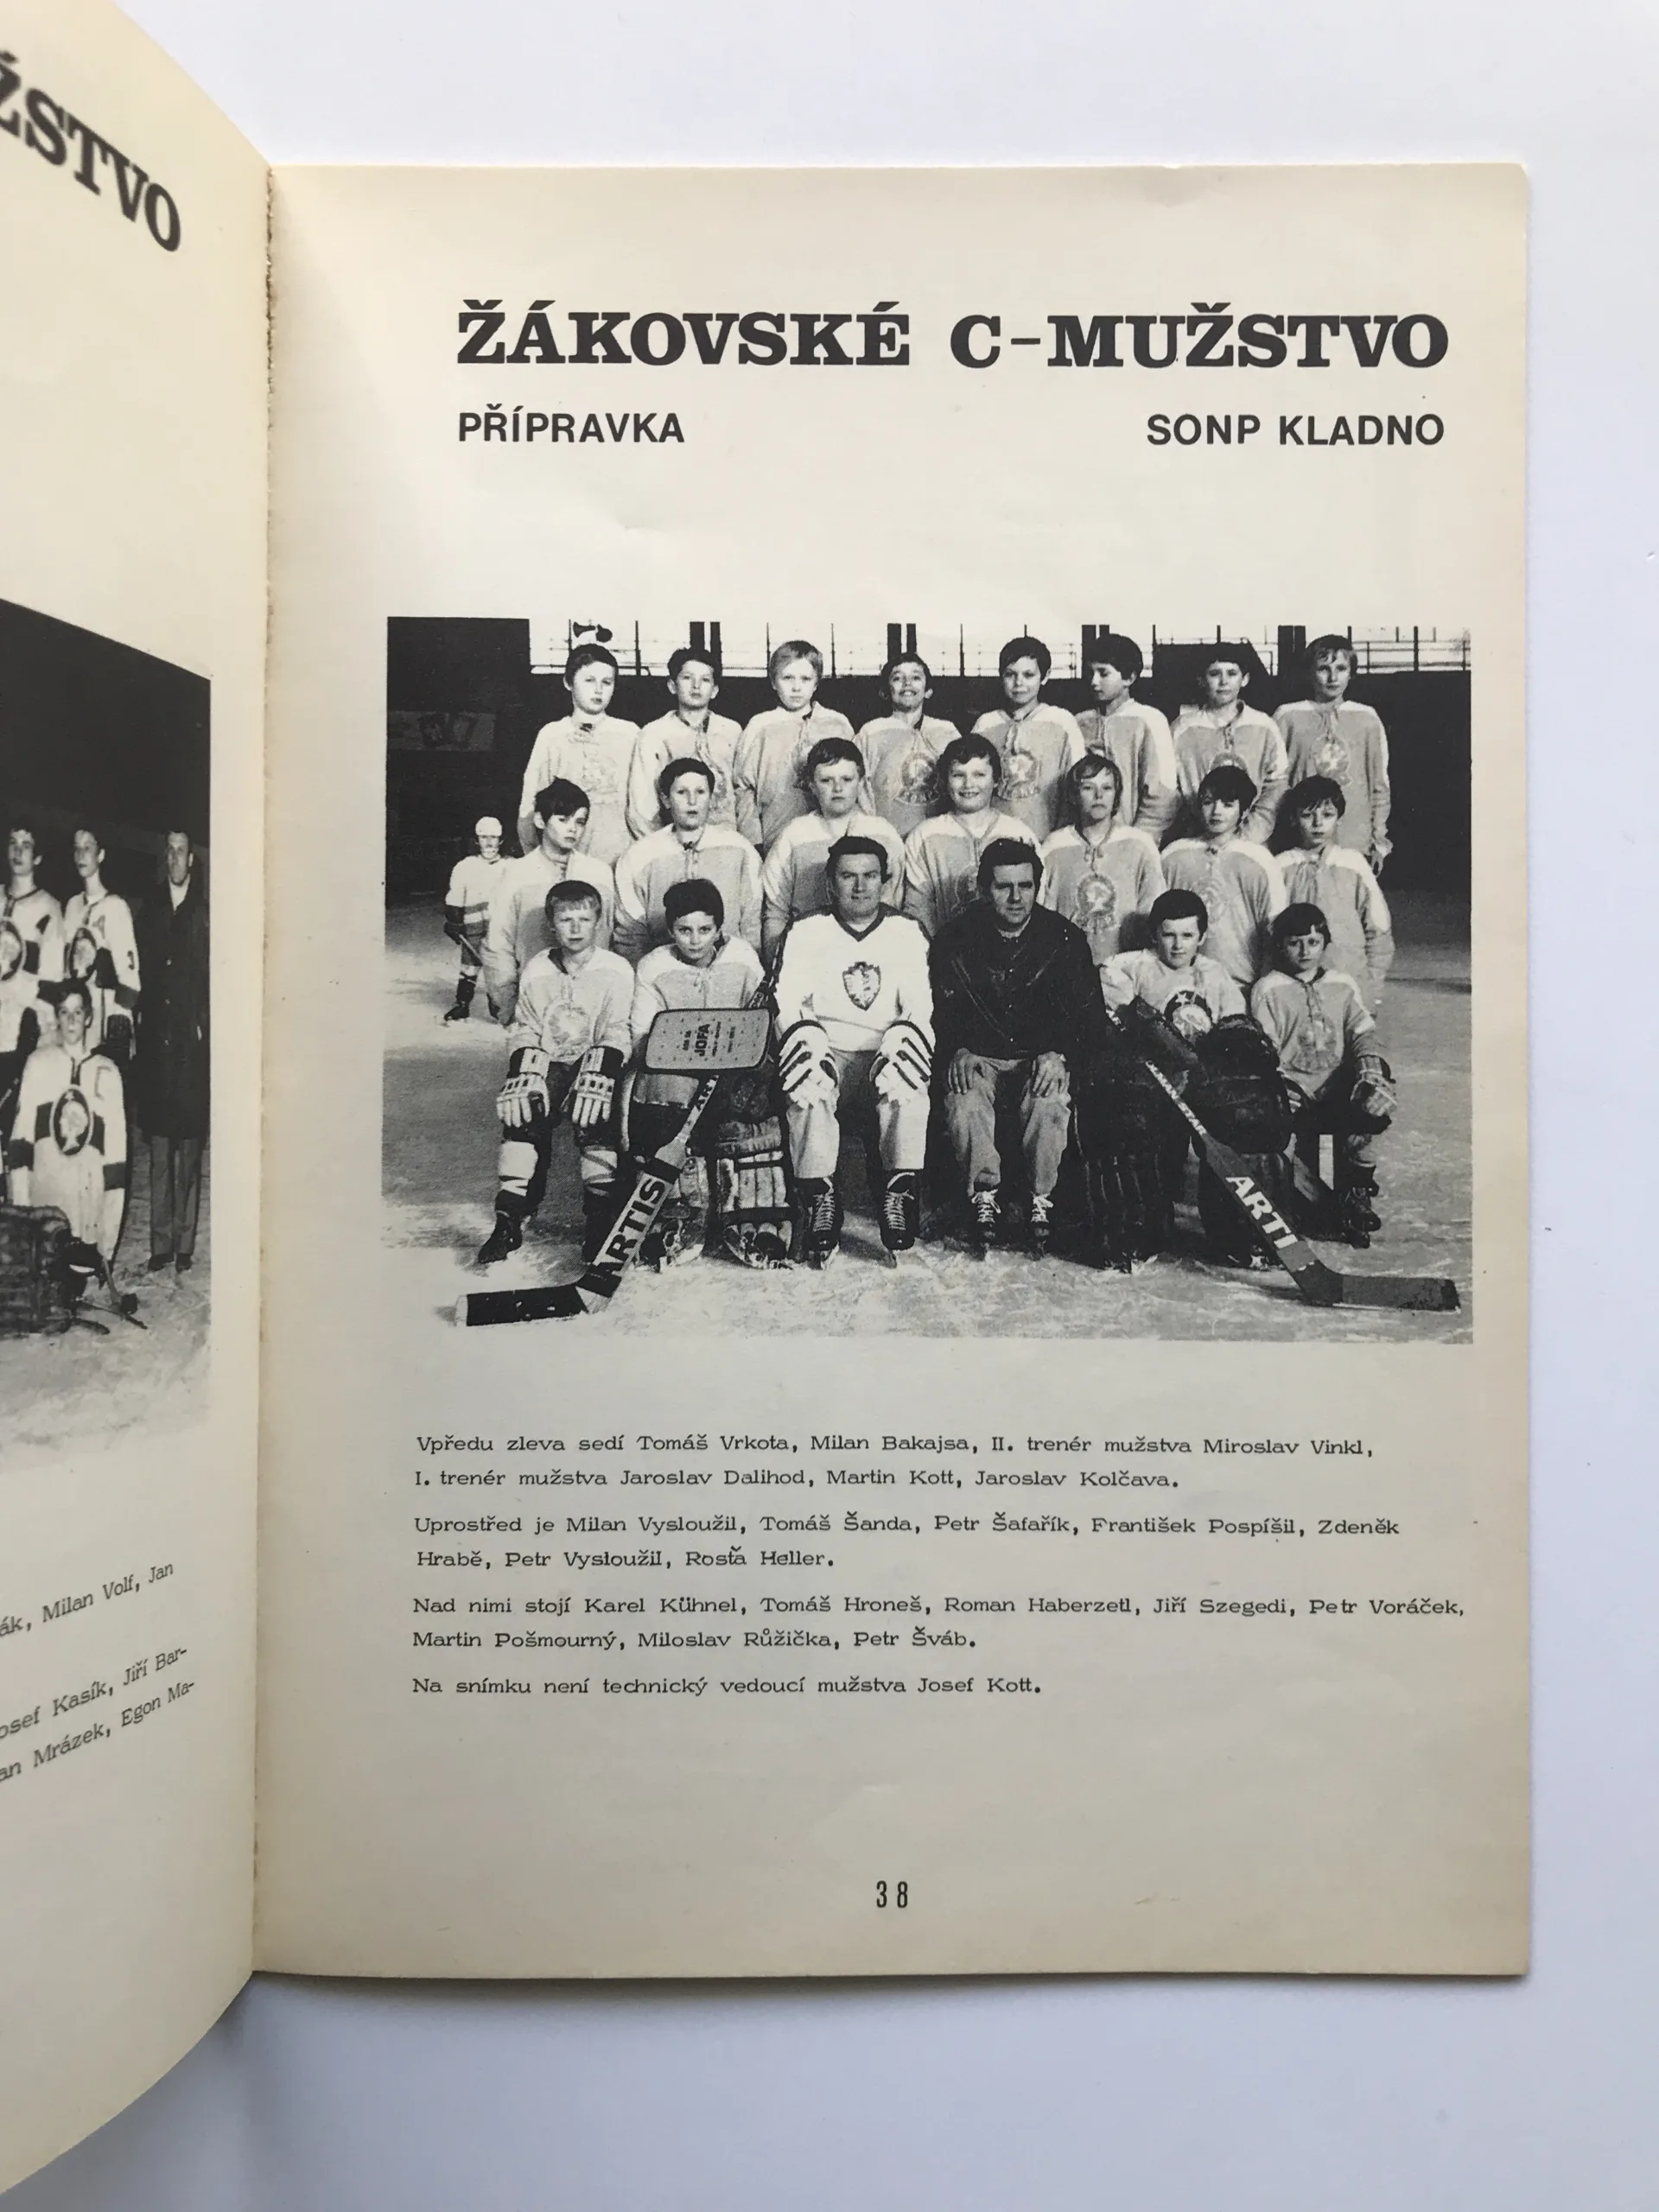 ŽSTVO
ák, Milan Volf, Jan
osef Kasík, Jiří Bar-
an Mrázek, Egon Ma-
ŽÁKOVSKÉ C-MUŽSTVO
PŘÍPRAVKA SONP KLADNO
JOFA
ARTIS
ARTI
Vpředu zleva sedí Tomáš Vrkota, Milan Bakajsa, II. trenér mužstva Miroslav Vinkl,
I. trenér mužstva Jaroslav Dalihod, Martin Kott, Jaroslav Kolčava.
Uprostřed je Milan Vysloužil, Tomáš Šanda, Petr Šafařík, František Pospíšil, Zdeněk
Hrabě, Petr Vysloužil, Rosťa Heller.
Nad nimi stojí Karel Kühnel, Tomáš Hroneš, Roman Haberzetl, Jiří Szegedi, Petr Voráček,
Martin Pošmourný, Miloslav Růžička, Petr Šváb.
Na snímku není technický vedoucí mužstva Josef Kott.
38